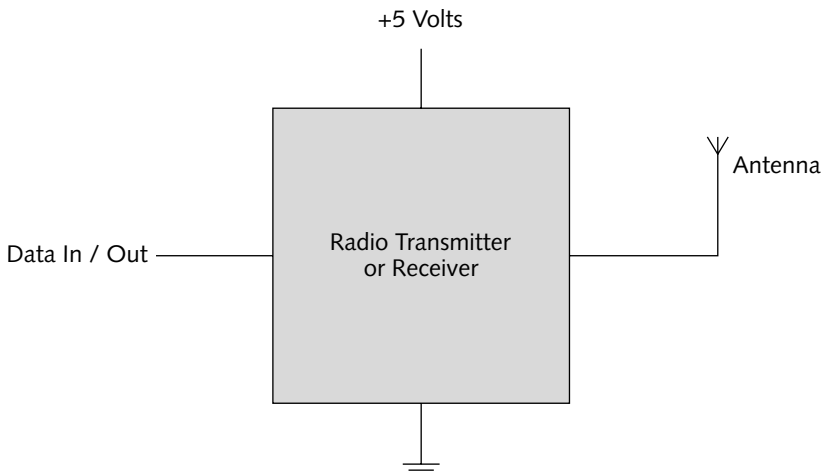 +5 Volts
Antenna
Data In / Out
Radio Transmitter
or Receiver